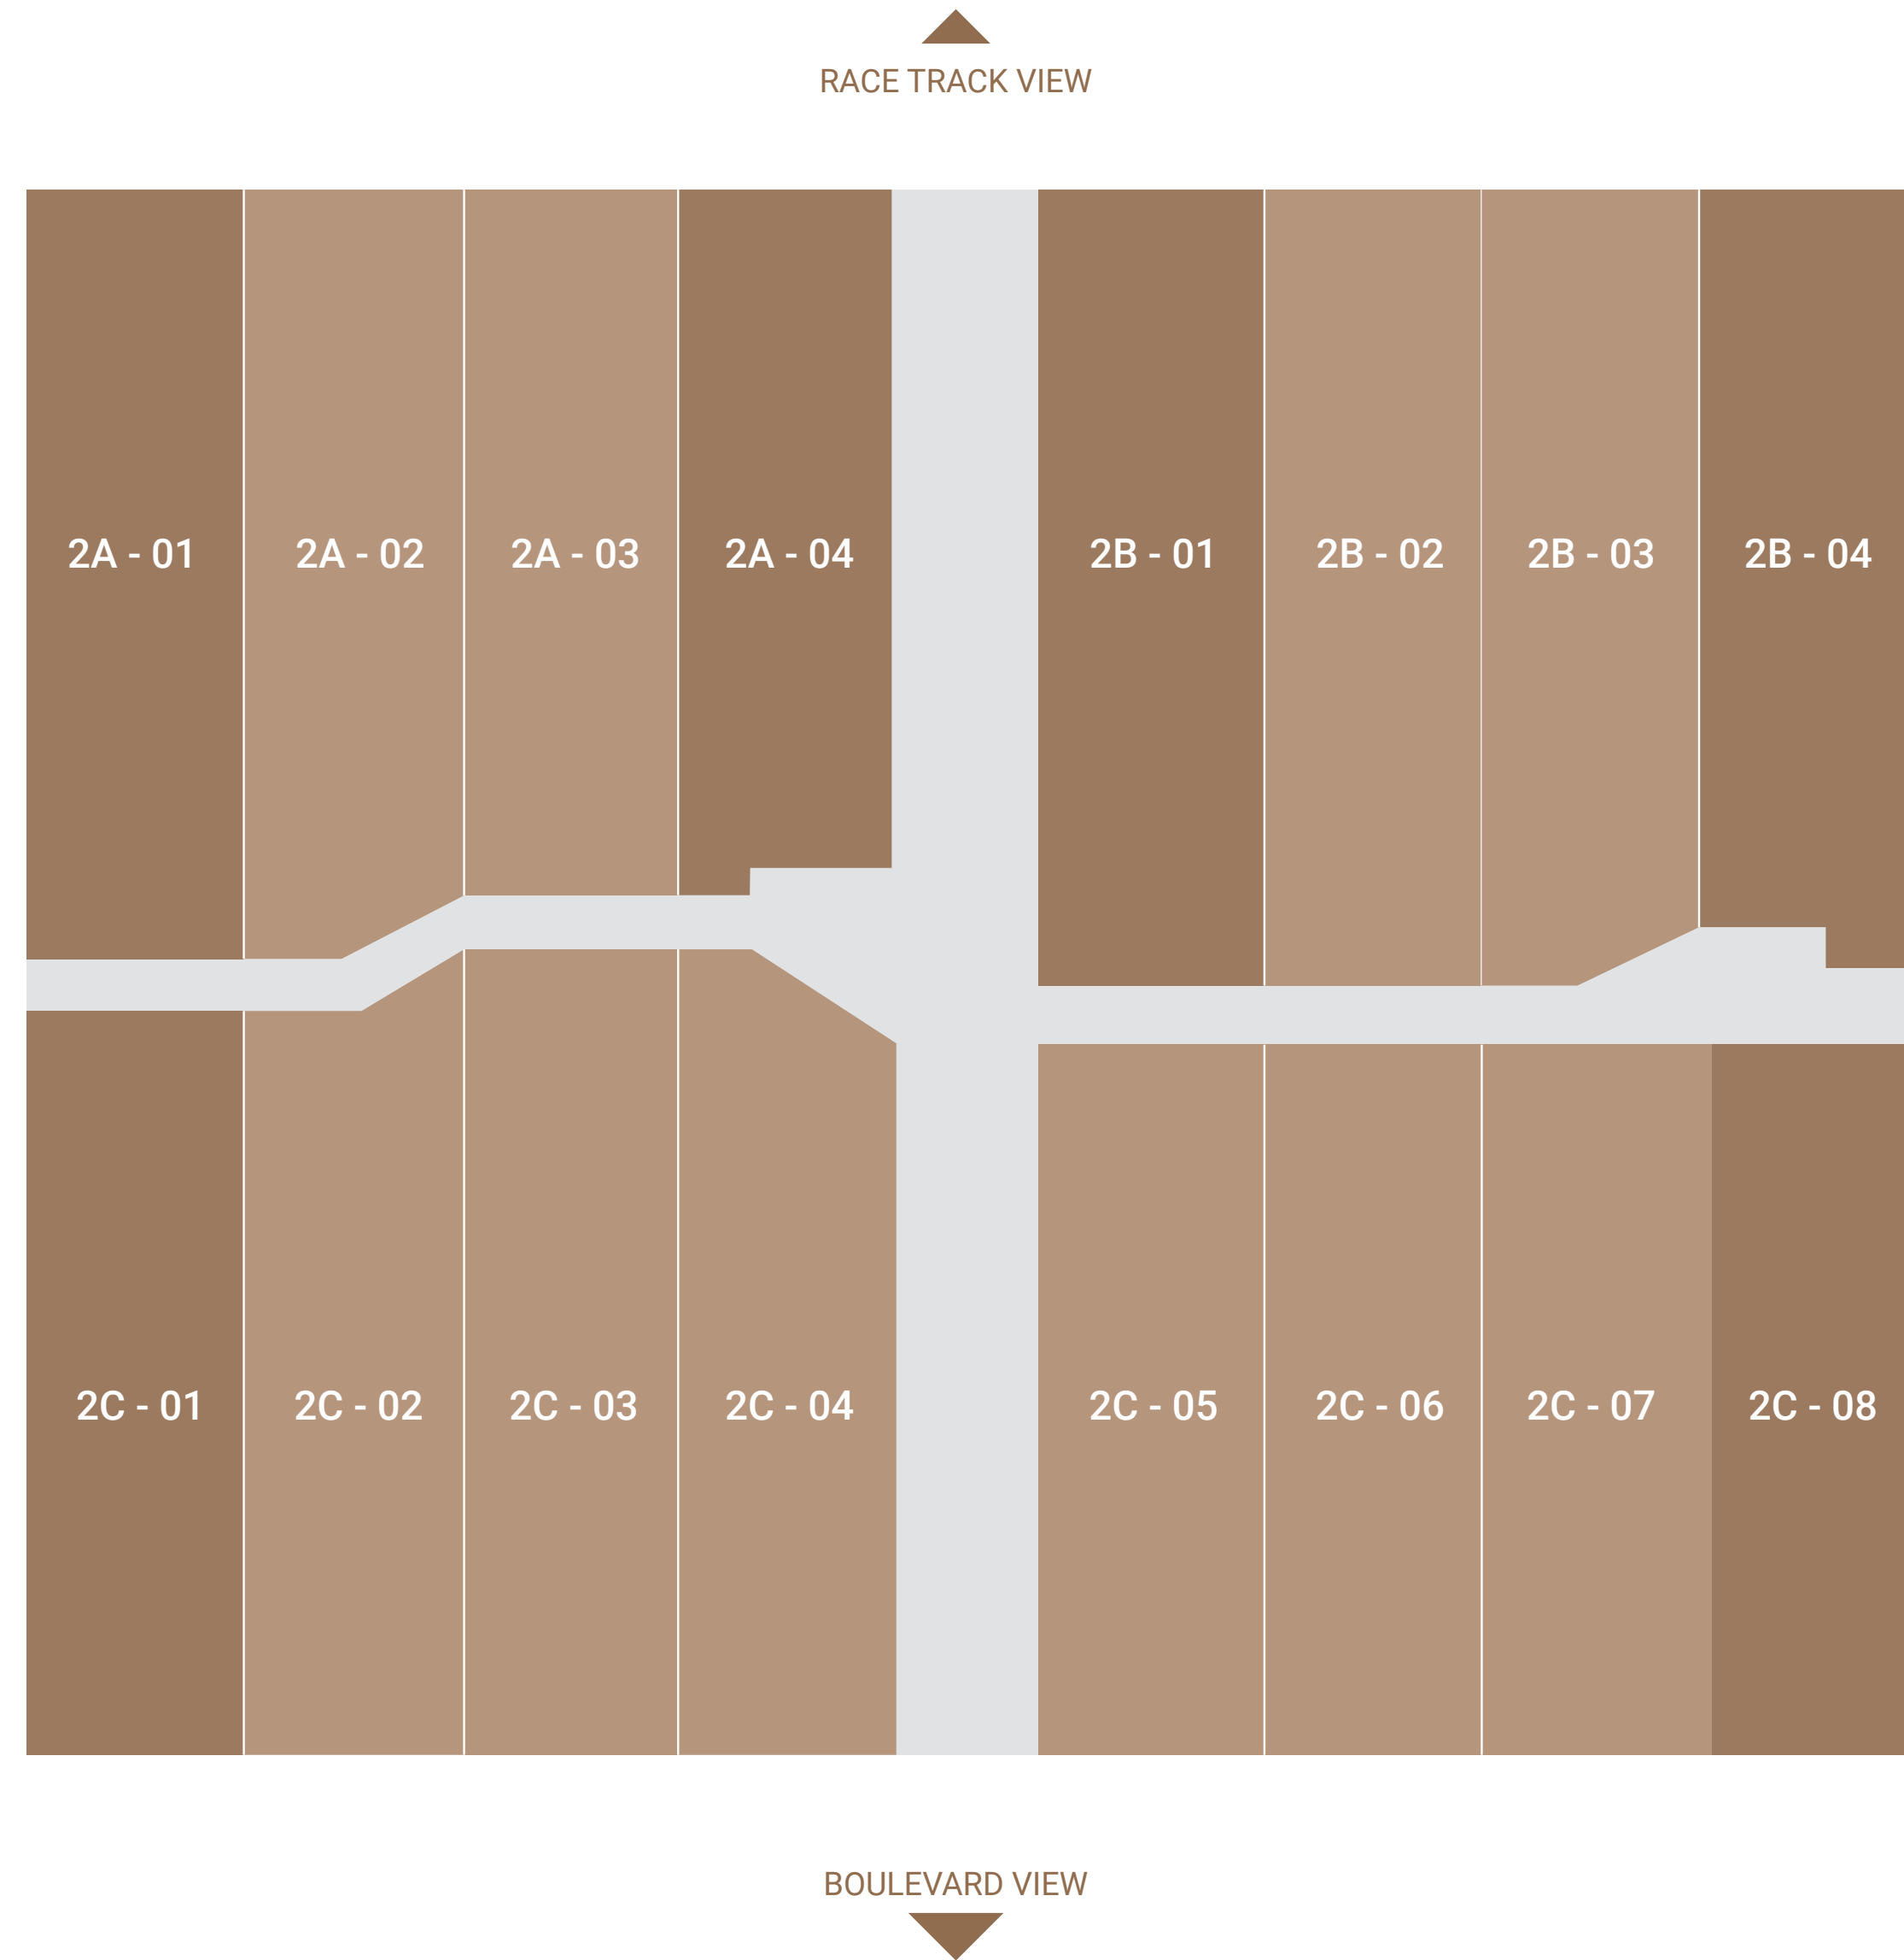 RACE TRACK VIEW
2A - 01
2A - 02
2A - 03
2A - 04
2B - 01
2B - 02
2B - 03
2B - 04
2C - 01
2C - 02
2C - 03
2C - 04
2C - 05
2C - 06
2C - 07
2C - 08
BOULEVARD VIEW